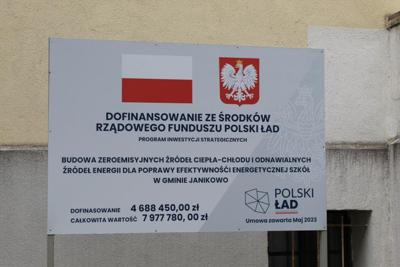 DOFINANSOWANIE ZE ŚRODKÓW
RZĄDOWEGO FUNDUSZU POLSKI ŁAD
PROGRAM INWESTYCJI STRATEGICZNYCH
BUDOWA ZEROEMISYJNYCH ŹRÓDEŁ CIEPŁA-CHŁODU I ODNAWIALNYCH
ŹRÓDEŁ ENERGII DLA POPRAWY EFEKTYWNOŚCI ENERGETYCZNEJ SZKÓŁ
W GMINIE JANIKOWO
DOFINANSOWANIE 4 688 450,00 zł
CAŁKOWITA WARTOŚĆ 7 977 780,00 zł
POLSKI
ŁAD
Umowa zawarta Maj 2023